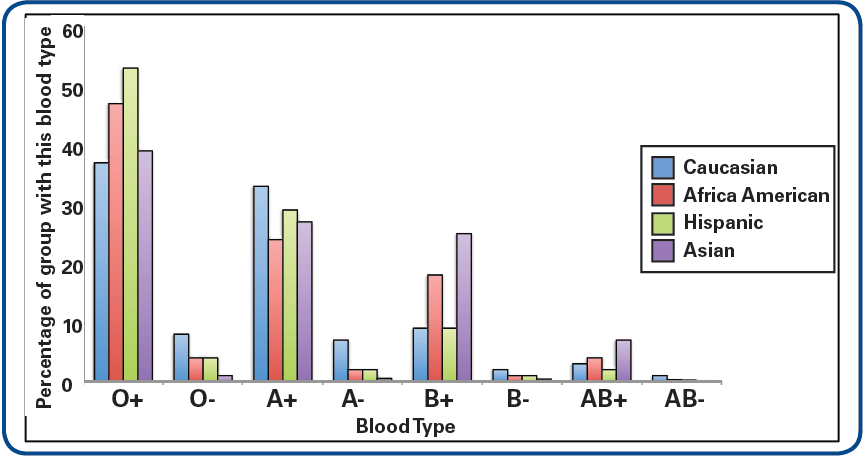 Percentage of group with this blood type
60
50
40
30
20
10
0
O+ O- A+ A- B+ B- AB+ AB-
Blood Type
Caucasian
Africa American
Hispanic
Asian